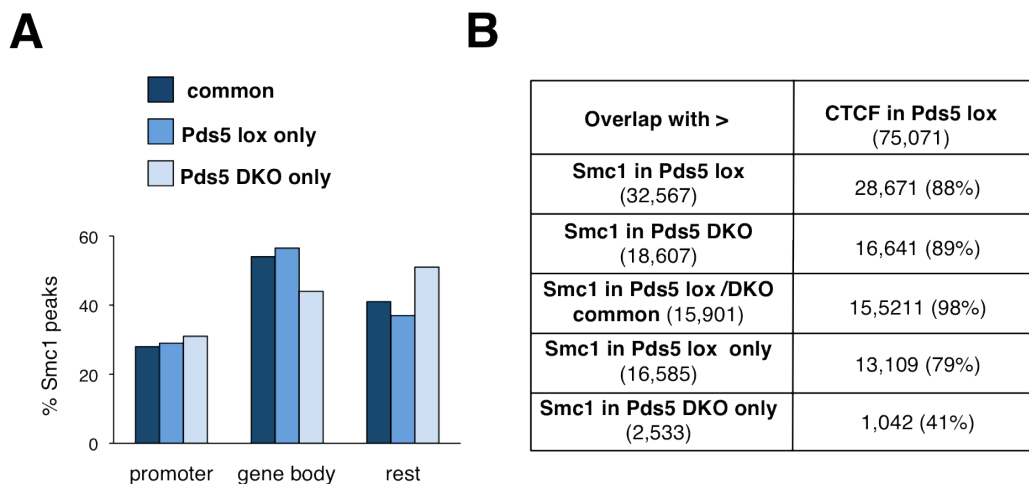 A
B
common
Pds5 lox only
Pds5 DKO only
% Smc1 peaks
60
40
20
0
promoter
gene body
rest
Overlap with >
CTCF in Pds5 lox
(75,071)
Smc1 in Pds5 lox
(32,567)
28,671 (88%)
Smc1 in Pds5 DKO
(18,607)
16,641 (89%)
Smc1 in Pds5 lox /DKO
common (15,901)
15,5211 (98%)
Smc1 in Pds5 lox only
(16,585)
13,109 (79%)
Smc1 in Pds5 DKO only
(2,533)
1,042 (41%)